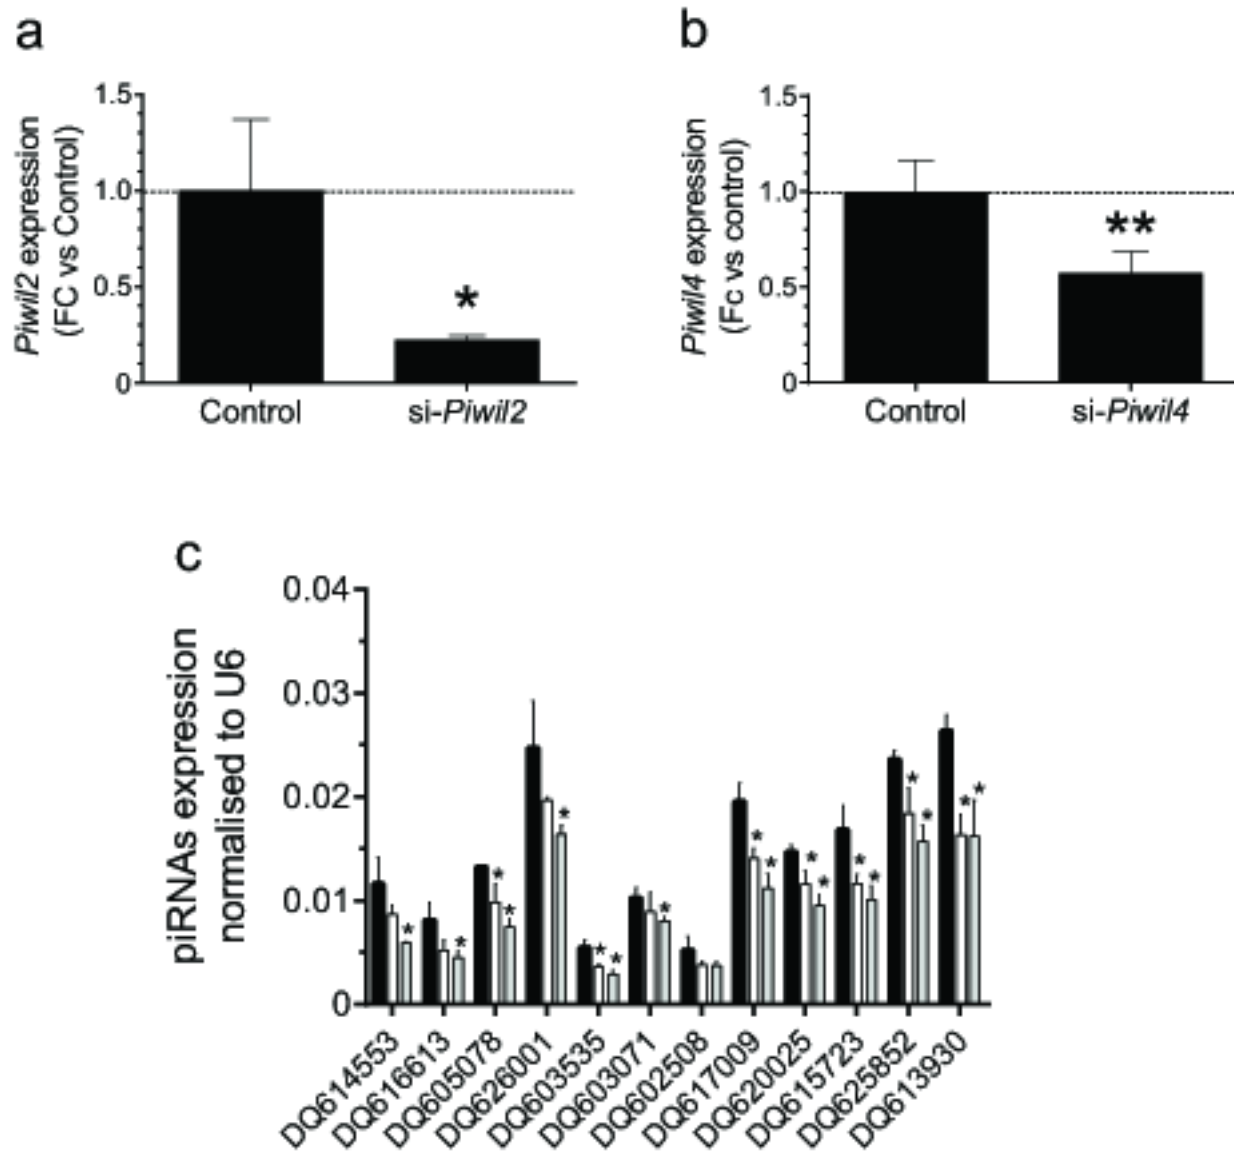 a
Piwil2 expression
(FC vs Control)
1.5
1.0
0.5
0
*
Control
si-Piwil2
b
Piwil4 expression
(Fc vs control)
1.5
1.0
0.5
0
**
Control
si-Piwil4
c
piRNAs expression
normalised to U6
0.04
0.03
0.02
0.01
0
* * * * * * * * * * * * * * * * * * *
DQ614553
DQ616613
DQ605078
DQ626001
DQ603535
DQ603071
DQ602508
DQ617009
DQ620025
DQ615723
DQ625852
DQ613930